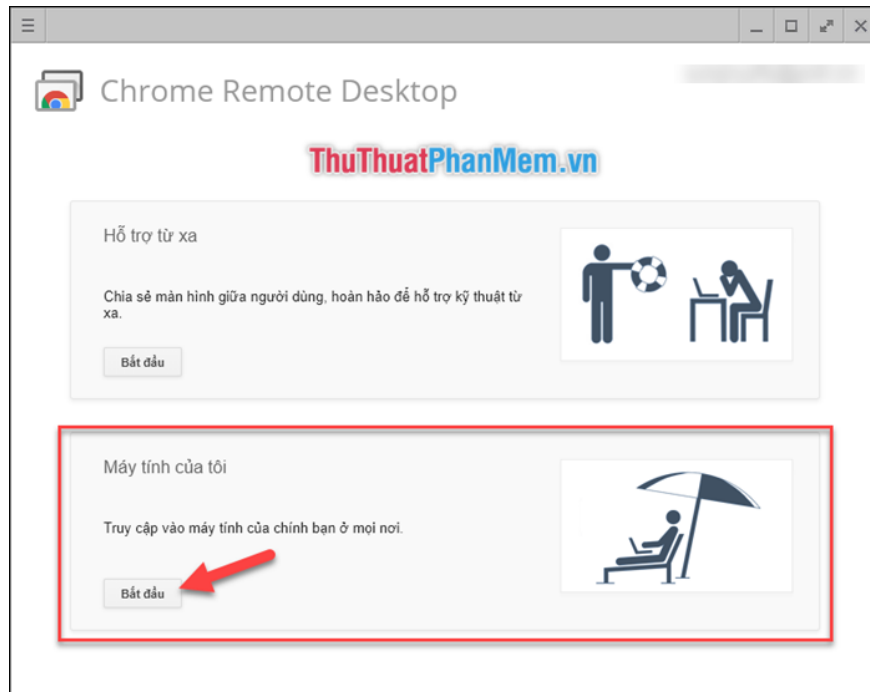 Chrome Remote Desktop
ThuThuatPhanMem.vn
Hỗ trợ từ xa
Chia sẻ màn hình giữa người dùng, hoàn hảo để hỗ trợ kỹ thuật từ
xa.
Bắt đầu
Máy tính của tôi
Truy cập vào máy tính của chính bạn ở mọi nơi.
Bắt đầu